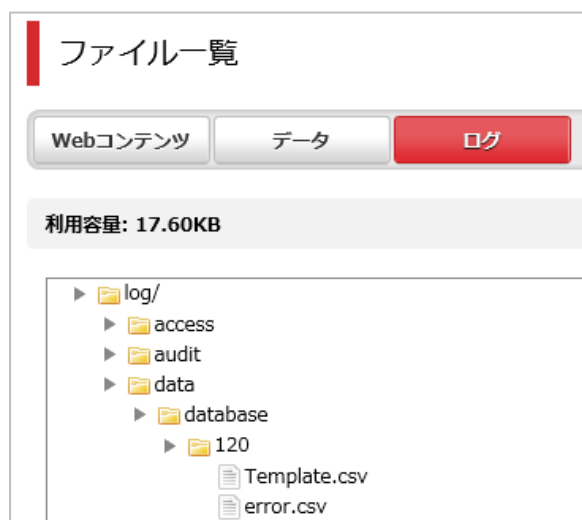 ファイル一覧
Webコンテンツ データ ログ
利用容量: 17.60KB
log/
access
audit
data
database
120
Template.csv
error.csv